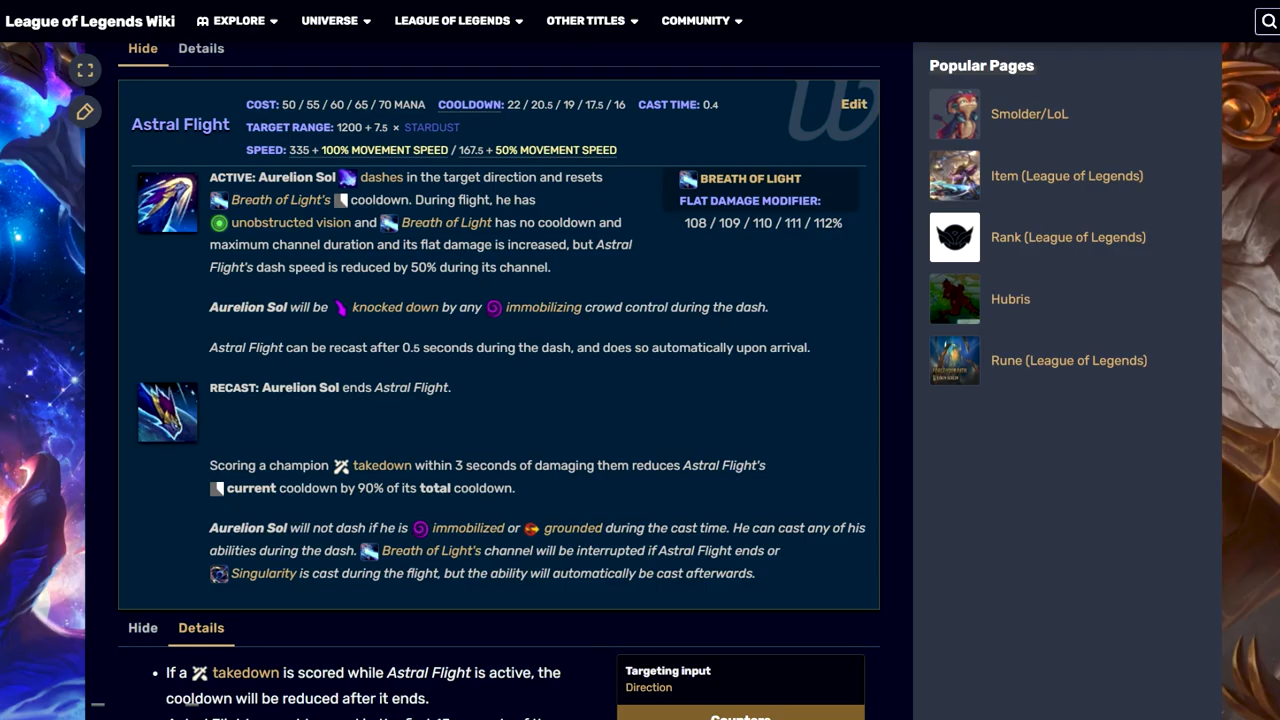 League of Legends Wiki
EXPLORE
UNIVERSE
LEAGUE OF LEGENDS
OTHER TITLES
COMMUNITY
Hide Details
Astral Flight
COST: 50 / 55 / 60 / 65 / 70 MANA COOLDOWN: 22 / 20.5 / 19 / 17.5 / 16 CAST TIME: 0.4
TARGET RANGE: 1200 + 7.5 × STARDUST
SPEED: 335 + 100% MOVEMENT SPEED / 167.5 + 50% MOVEMENT SPEED
W
Edit
ACTIVE: Aurelion Sol dashes in the target direction and resets
Breath of Light's cooldown. During flight, he has
unobstructed vision and Breath of Light has no cooldown and
maximum channel duration and its flat damage is increased, but Astral
Flight's dash speed is reduced by 50% during its channel.
BREATH OF LIGHT
FLAT DAMAGE MODIFIER:
108 / 109 / 110 / 111 / 112%
Aurelion Sol will be knocked down by any immobilizing crowd control during the dash.
Astral Flight can be recast after 0.5 seconds during the dash, and does so automatically upon arrival.
RECAST: Aurelion Sol ends Astral Flight.
Scoring a champion takedown within 3 seconds of damaging them reduces Astral Flight's
current cooldown by 90% of its total cooldown.
Aurelion Sol will not dash if he is immobilized or grounded during the cast time. He can cast any of his
abilities during the dash. Breath of Light's channel will be interrupted if Astral Flight ends or
Singularity is cast during the flight, but the ability will automatically be cast afterwards.
Hide Details
• If a takedown is scored while Astral Flight is active, the
cooldown will be reduced after it ends.
Targeting input
Direction
Counters
Popular Pages
Smolder/LoL
Item (League of Legends)
Rank (League of Legends)
Hubris
Rune (League of Legends)